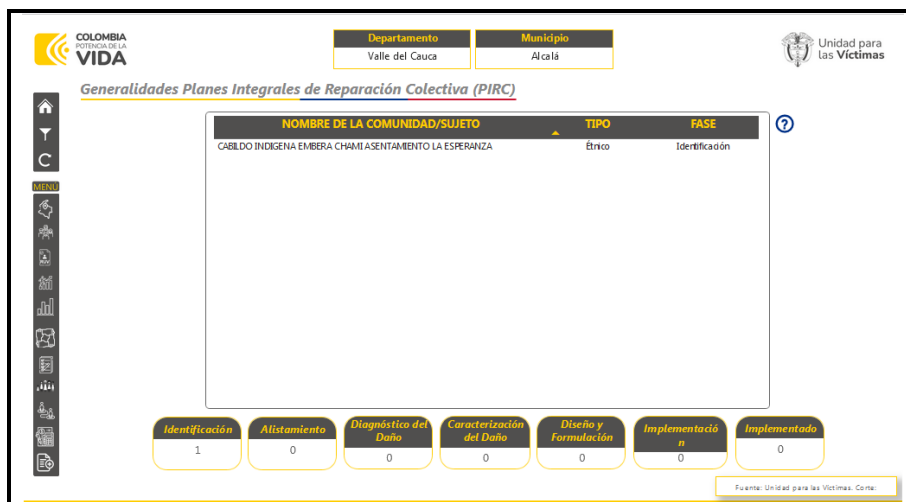 COLOMBIA
POTENCIA DE LA
VIDA
Departamento
Valle del Cauca
Municipio
Alcalá
Unidad para
las Víctimas
Generalidades Planes Integrales de Reparación Colectiva (PIRC)
MENÚ
NOMBRE DE LA COMUNIDAD/SUJETO TIPO FASE
CABILDO INDIGENA EMBERA CHAMI ASENTAMIENTO LA ESPERANZA Étnico Identificación
?
RUV
Identificación
1
Alistamiento
0
Diagnóstico del
Daño
0
Caracterización
del Daño
0
Diseño y
Formulación
0
Implementació
n
0
Implementado
0
Fuente: Unidad para las Víctimas. Corte: